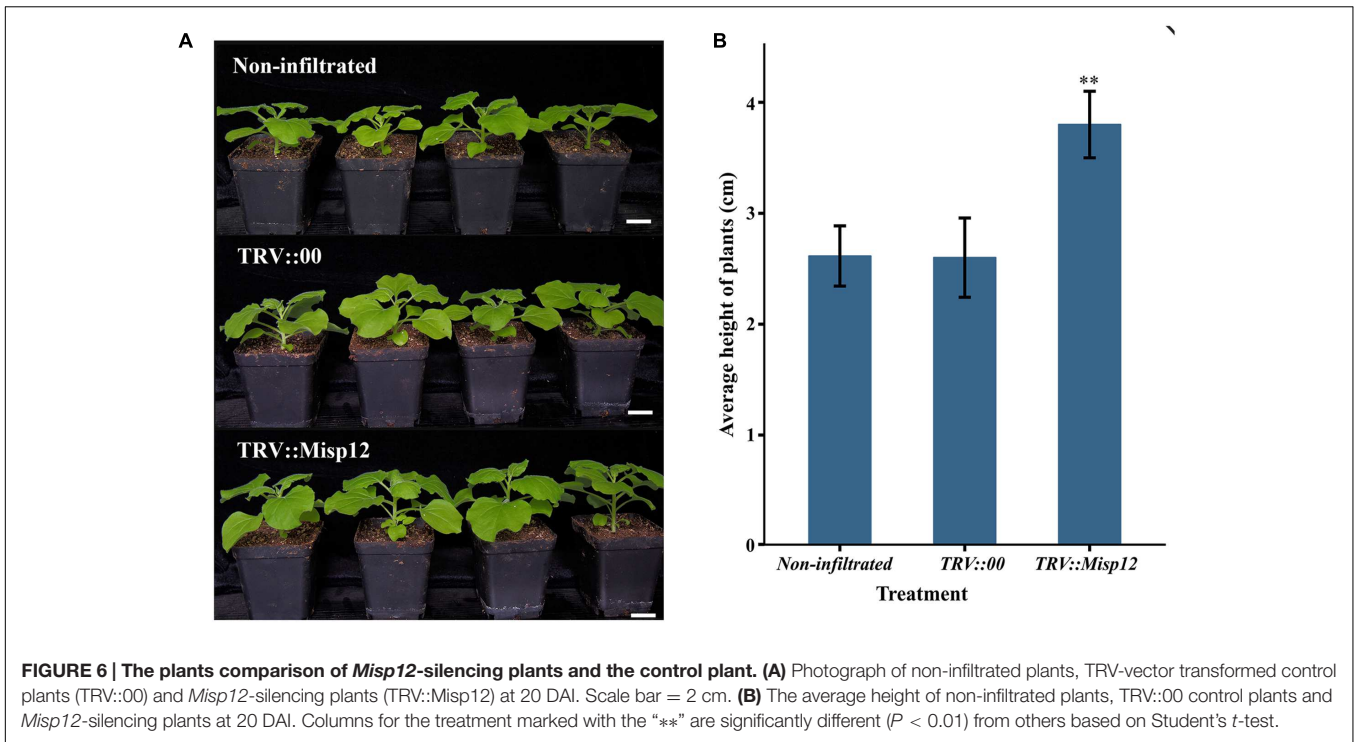 A
Non-infiltrated
TRV::00
TRV::Misp12
B
**
Average height of plants (cm)
4
3
2
1
0
Non-infiltrated TRV::00 TRV::Misp12
Treatment
FIGURE 6 | The plants comparison of Misp12-silencing plants and the control plant. (A) Photograph of non-infiltrated plants, TRV-vector transformed control
plants (TRV::00) and Misp12-silencing plants (TRV::Misp12) at 20 DAI. Scale bar = 2 cm. (B) The average height of non-infiltrated plants, TRV::00 control plants and
Misp12-silencing plants at 20 DAI. Columns for the treatment marked with the “**” are significantly different (P < 0.01) from others based on Student’s t-test.